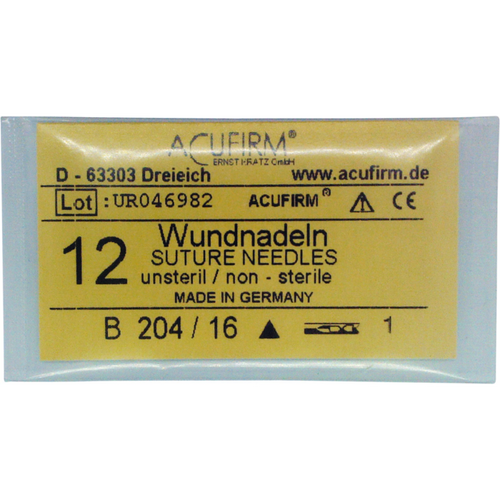 ACUFIRM®
ERNST KRATZ GmbH
D - 63303 Dreieich www.acufirm.de
Lot :UR046982 ACUFIRM® CE
12 Wundnadeln
SUTURE NEEDLES
unsteril / non - sterile
MADE IN GERMANY
B 204 / 16 ▲ 1